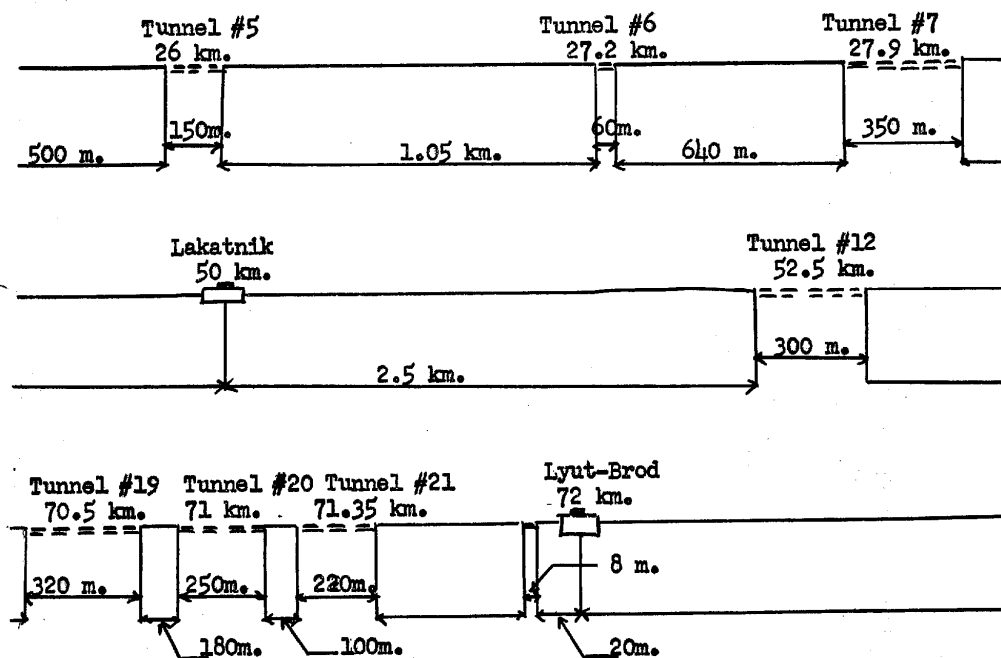 Tunnel #5
26 km.
Tunnel #6
27.2 km.
Tunnel #7
27.9 km.
150m.
60m.
350 m.
500 m.
1.05 km.
640 m.
Lakatnik
50 km.
Tunnel #12
52.5 km.
300 m.
2.5 km.
Tunnel #19 Tunnel #20 Tunnel #21
70.5 km. 71 km. 71.35 km.
Lyut-Brod
72 km.
320 m. 250m. 220m.
8 m.
180m. 100m. 20m.